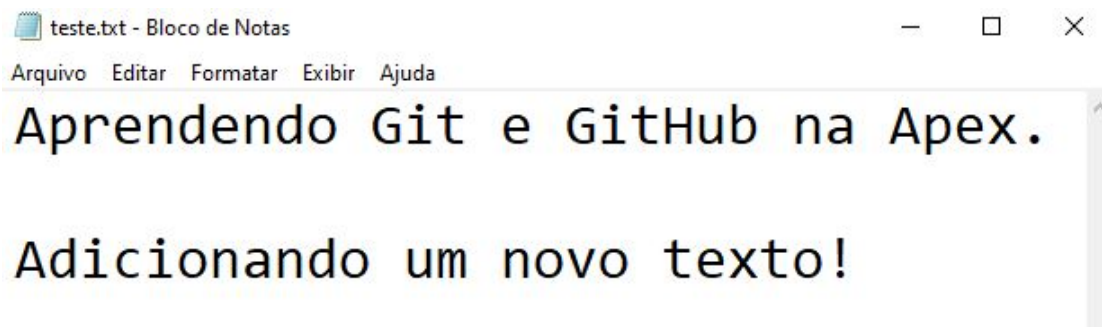 teste.txt - Bloco de Notas
Arquivo Editar Formatar Exibir Ajuda
Aprendendo Git e GitHub na Apex.
Adicionando um novo texto!